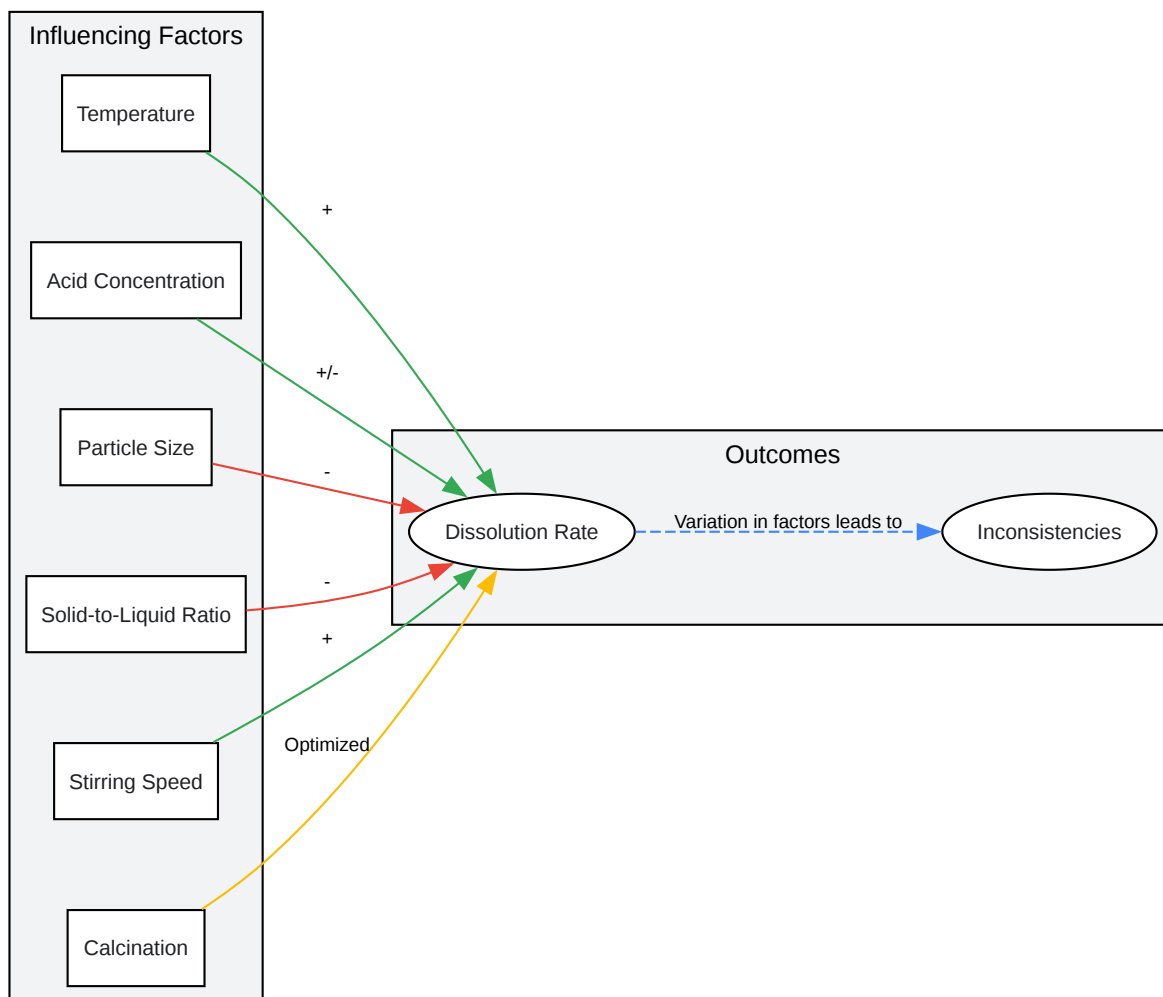 Influencing Factors
Temperature
+
Acid Concentration
+/-
Particle Size
-
Outcomes
Dissolution Rate
Variation in factors leads to
Inconsistencies
Solid-to-Liquid Ratio
-
+
Stirring Speed
Optimized
Calcination